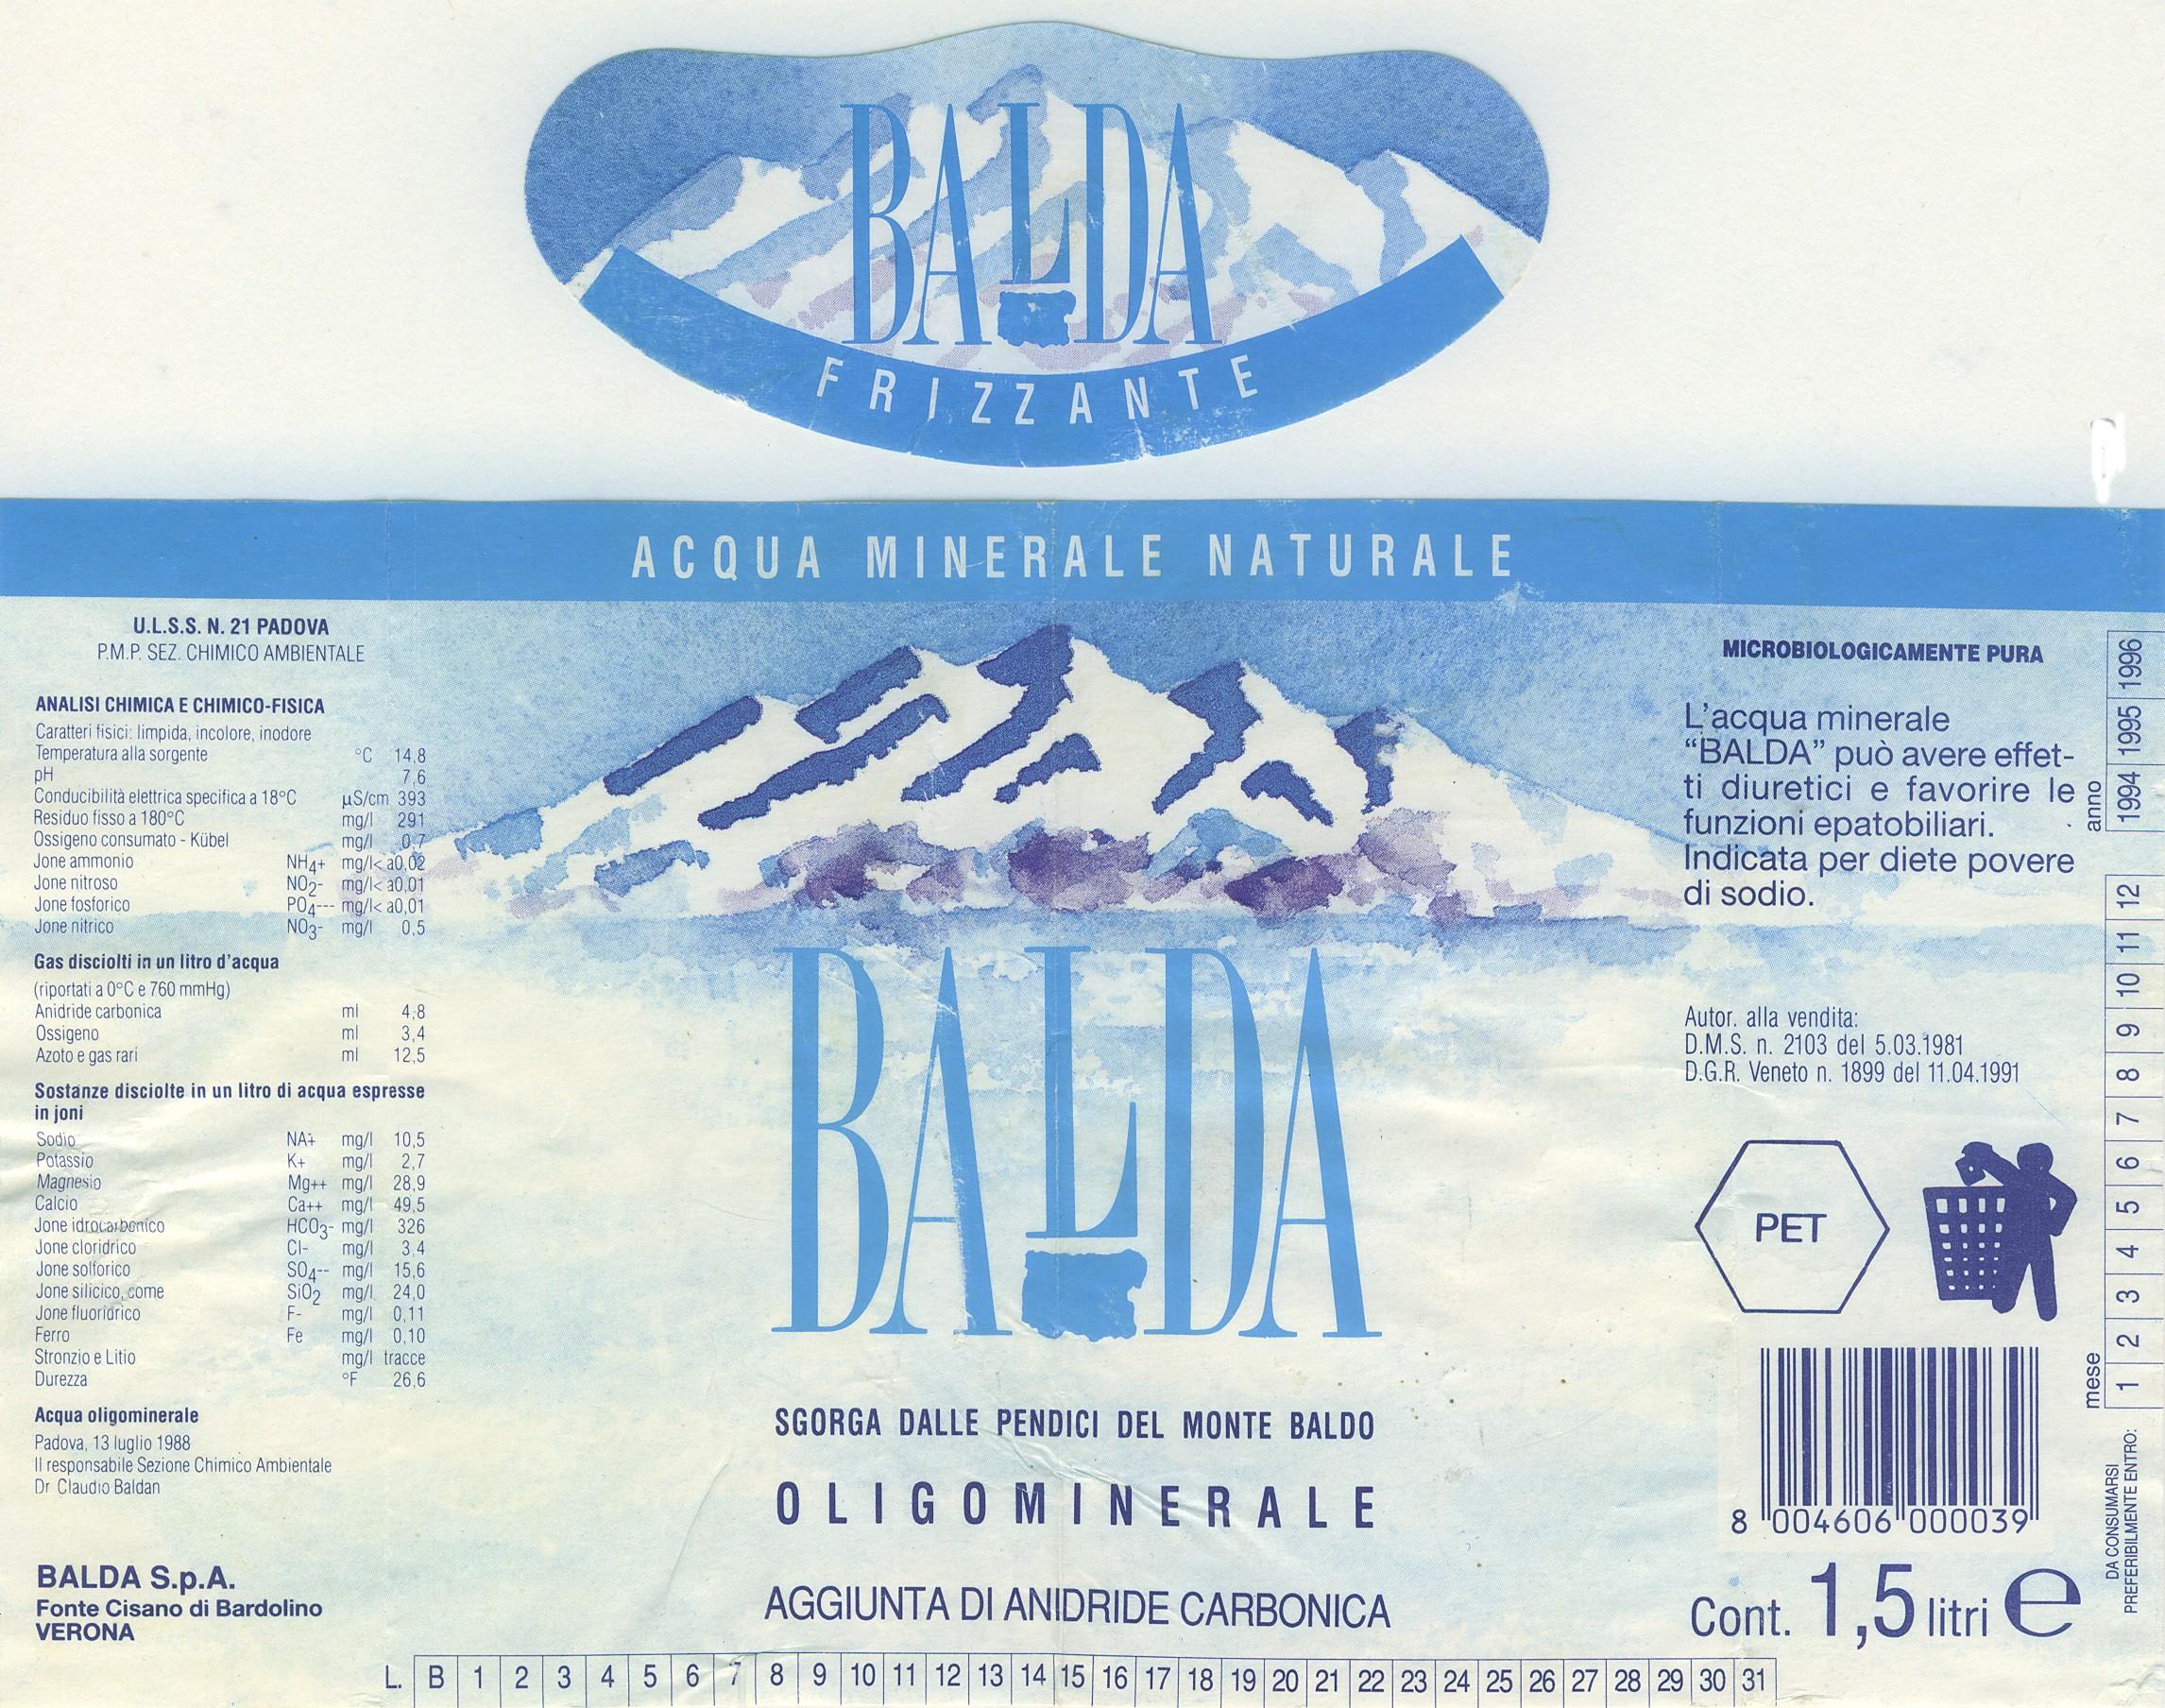 BALDA
FRIZZANTE
ACQUA MINERALE NATURALE
U.L.S.S. N. 21 PADOVA
P.M.P. SEZ. CHIMICO AMBIENTALE
ANALISI CHIMICA E CHIMICO-FISICA
Caratteri fisici: limpida, incolore, inodore
Temperatura alla sorgente °C 14,8
pH 7,6
Conducibilità elettrica specifica a 18°C µS/cm 393
Residuo fisso a 180°C mg/l 291
Ossigeno consumato - Kübel mg/l 0,7
Jone ammonio NH4+ mg/l< a0,02
Jone nitroso NO2- mg/l< a0,01
Jone fosforico PO4--- mg/l< a0,01
Jone nitrico NO3- mg/l 0,5
Gas disciolti in un litro d'acqua
(riportati a 0°C e 760 mmHg)
Anidride carbonica ml 4,8
Ossigeno ml 3,4
Azoto e gas rari ml 12,5
Sostanze disciolte in un litro di acqua espresse
in joni
Sodio NA+ mg/l 10,5
Potassio K+ mg/l 2,7
Magnesio Mg++ mg/l 28,9
Calcio Ca++ mg/l 49,5
Jone idrocarbonico HCO3- mg/l 326
Jone cloridrico Cl- mg/l 3,4
Jone solforico SO4-- mg/l 15,6
Jone silicico, come SiO2 mg/l 24,0
Jone fluoridrico F- mg/l 0,11
Ferro Fe mg/l 0,10
Stronzio e Litio mg/l tracce
Durezza °F 26,6
Acqua oligominerale
Padova, 13 luglio 1988
Il responsabile Sezione Chimico Ambientale
Dr Claudio Baldan
BALDA S.p.A.
Fonte Cisano di Bardolino
VERONA
BALDA
SGORGA DALLE PENDICI DEL MONTE BALDO
OLIGOMINERALE
AGGIUNTA DI ANIDRIDE CARBONICA
MICROBIOLOGICAMENTE PURA
L'acqua minerale
“BALDA” può avere effet-
ti diuretici e favorire le
funzioni epatobiliari.
Indicata per diete povere
di sodio.
Autor. alla vendita:
D.M.S. n. 2103 del 5.03.1981
D.G.R. Veneto n. 1899 del 11.04.1991
PET
8 004606 000039
Cont. 1,5 litri e
DA CONSUMARSI
PREFERIBILMENTE ENTRO:
mese
1 2 3 4 5 6 7 8 9 10 11 12
anno
1994 1995 1996
L. B 1 2 3 4 5 6 7 8 9 10 11 12 13 14 15 16 17 18 19 20 21 22 23 24 25 26 27 28 29 30 31